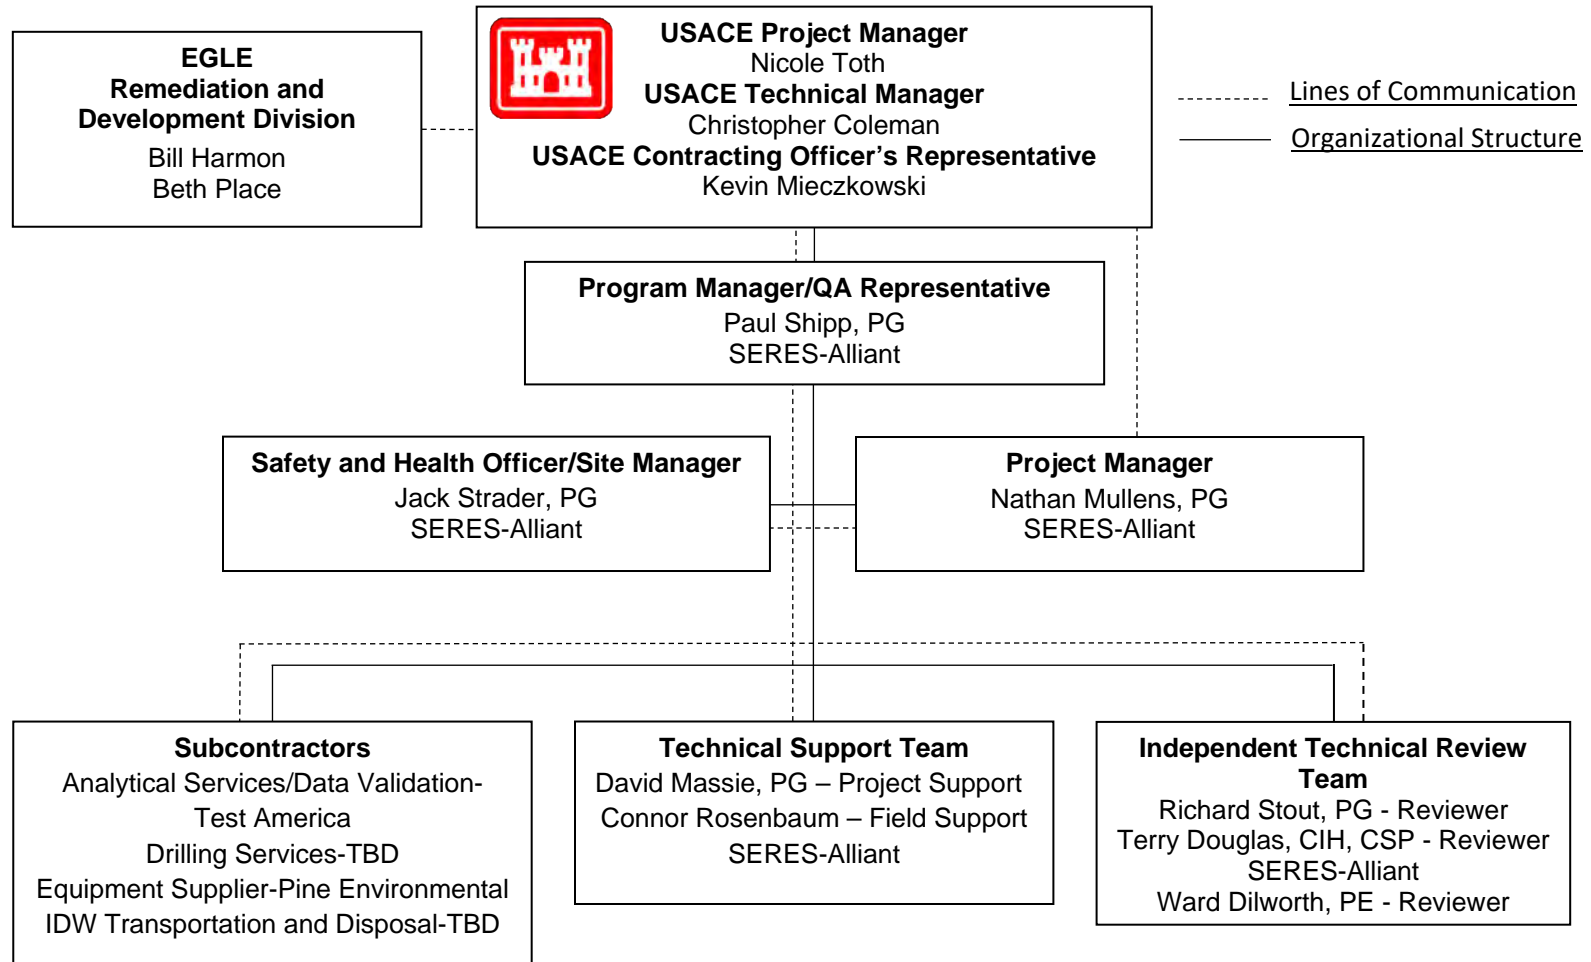 EGLE
Remediation and
Development Division
Bill Harmon
Beth Place
USACE Project Manager
Nicole Toth
USACE Technical Manager
Christopher Coleman
USACE Contracting Officer’s Representative
Kevin Mieczkowski
Lines of Communication
Organizational Structure
Program Manager/QA Representative
Paul Shipp, PG
SERES-Alliant
Safety and Health Officer/Site Manager
Jack Strader, PG
SERES-Alliant
Project Manager
Nathan Mullens, PG
SERES-Alliant
Subcontractors
Analytical Services/Data Validation-
Test America
Drilling Services-TBD
Equipment Supplier-Pine Environmental
IDW Transportation and Disposal-TBD
Technical Support Team
David Massie, PG – Project Support
Connor Rosenbaum – Field Support
SERES-Alliant
Independent Technical Review
Team
Richard Stout, PG - Reviewer
Terry Douglas, CIH, CSP - Reviewer
SERES-Alliant
Ward Dilworth, PE - Reviewer